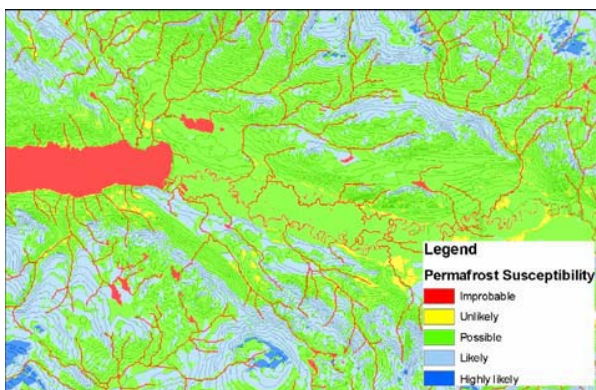 Legend
Permafrost Susceptibility
Improbable
Unlikely
Possible
Likely
Highly likely